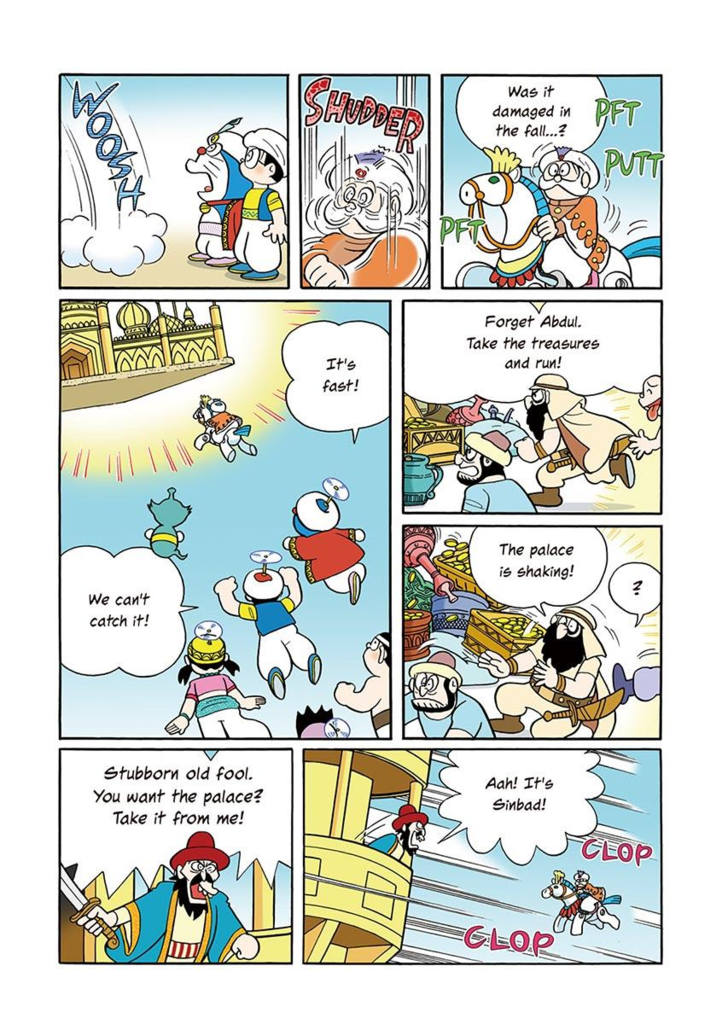 WOOSH
SHUDDER
Was it
damaged in
the fall...?
PFT
PUTT
PFT
It's
fast!
We can't
catch it!
Forget Abdul.
Take the treasures
and run!
The palace
is shaking!
?
Stubborn old fool.
You want the palace?
Take it from me!
Aah! It's
Sinbad!
CLOP
CLOP